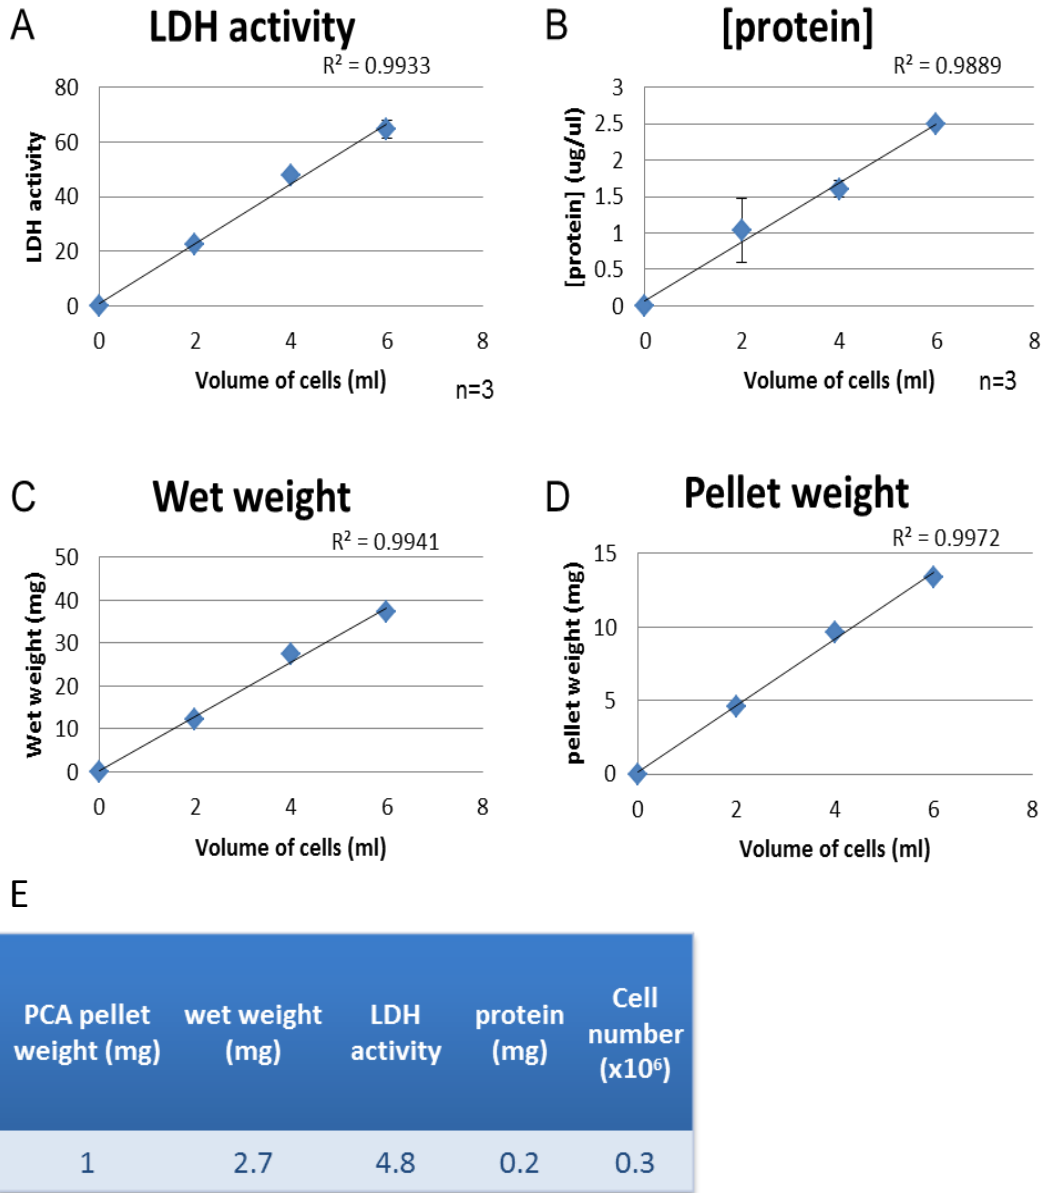 A
LDH activity
R² = 0.9933
80
60
40
20
0
LDH activity
0 2 4 6 8
Volume of cells (ml)
n=3
B
[protein]
R² = 0.9889
3
2.5
2
1.5
1
0.5
0
[protein] (ug/ul)
0 2 4 6 8
Volume of cells (ml)
n=3
C
Wet weight
R² = 0.9941
50
40
30
20
10
0
Wet weight (mg)
0 2 4 6 8
Volume of cells (ml)
D
Pellet weight
R² = 0.9972
15
10
5
0
pellet weight (mg)
0 2 4 6 8
Volume of cells (ml)
E
PCA pellet
weight (mg)
wet weight
(mg)
LDH
activity
protein
(mg)
Cell
number
(x10⁶)
1 2.7 4.8 0.2 0.3